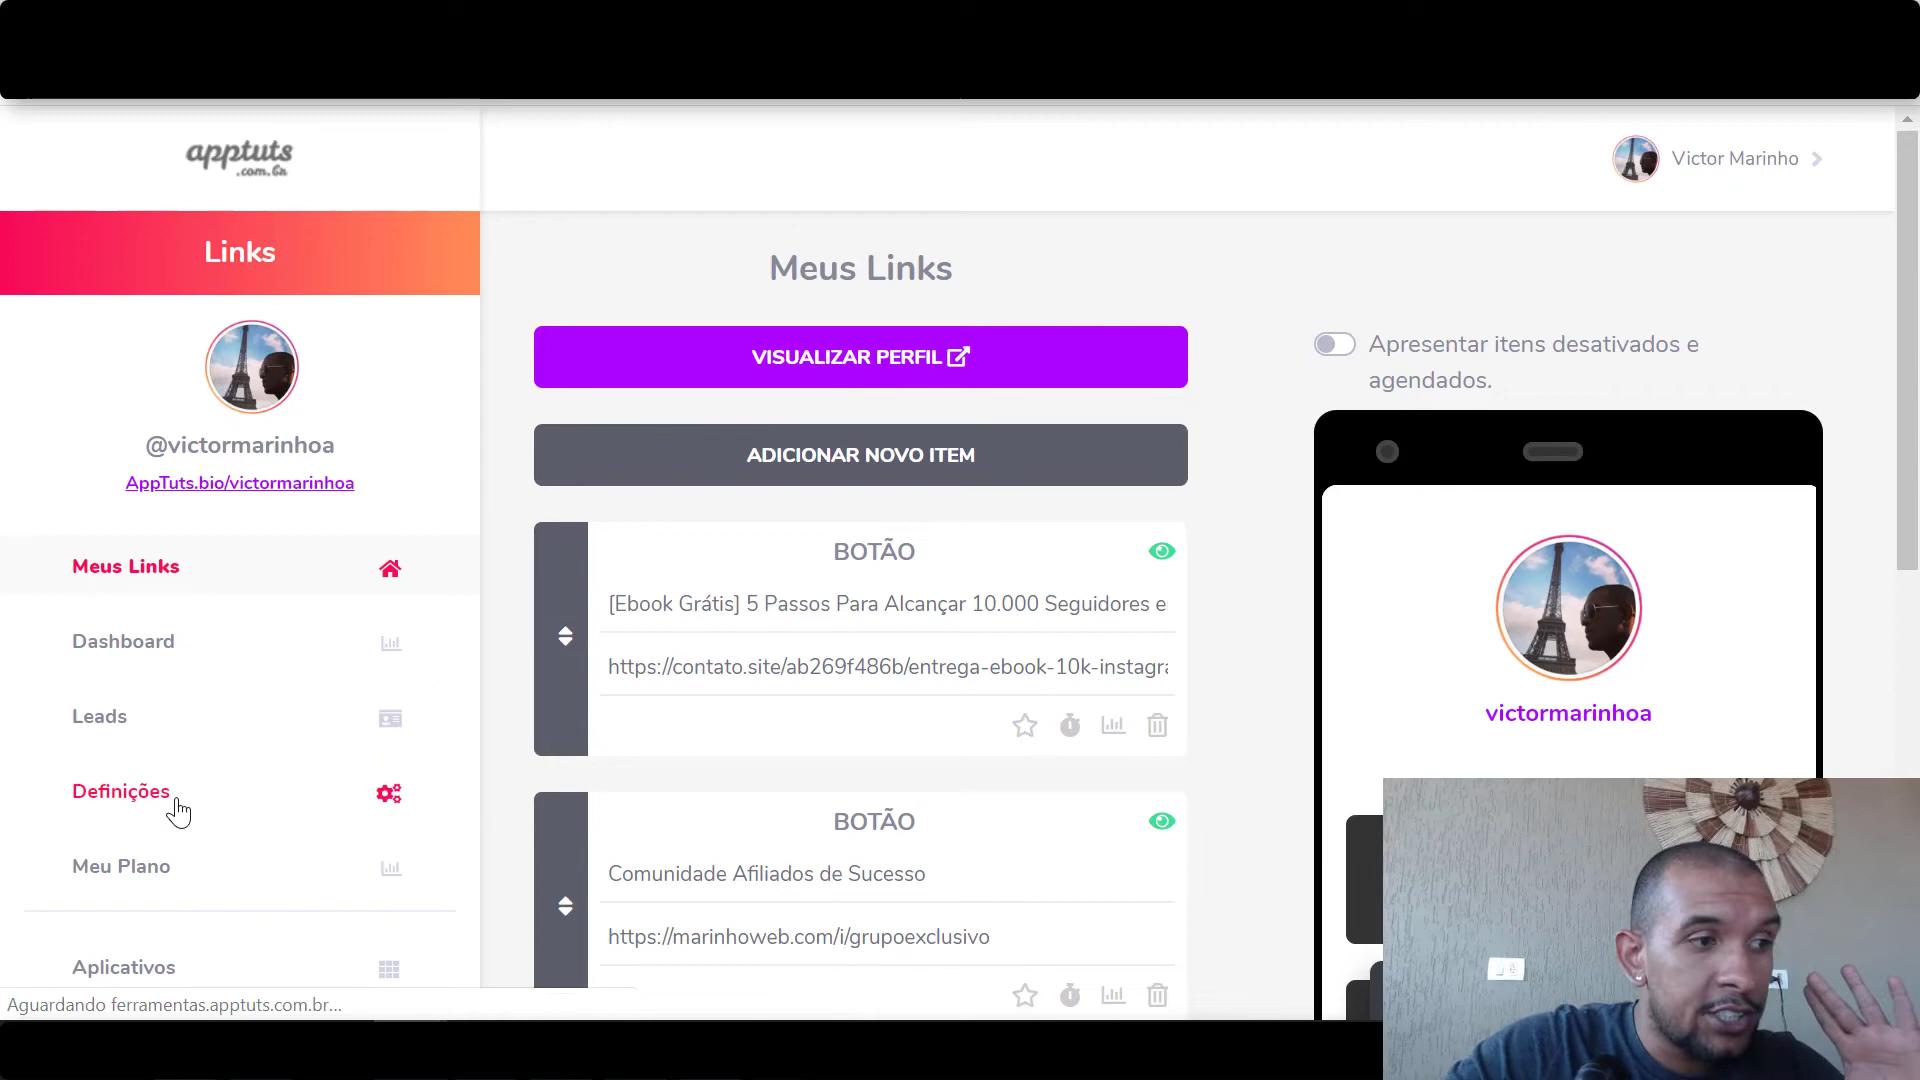 apptuts
.com.br
Victor Marinho
Links
@victormarinhoa
AppTuts.bio/victormarinhoa
Meus Links
Dashboard
Leads
Definições
Meu Plano
Aplicativos
Aguardando ferramentas.apptuts.com.br...
Meus Links
VISUALIZAR PERFIL
ADICIONAR NOVO ITEM
BOTÃO
[Ebook Grátis] 5 Passos Para Alcançar 10.000 Seguidores e
https://contato.site/ab269f486b/entrega-ebook-10k-instagra
BOTÃO
Comunidade Afiliados de Sucesso
https://marinhoweb.com/i/grupoexclusivo
Apresentar itens desativados e
agendados.
victormarinhoa